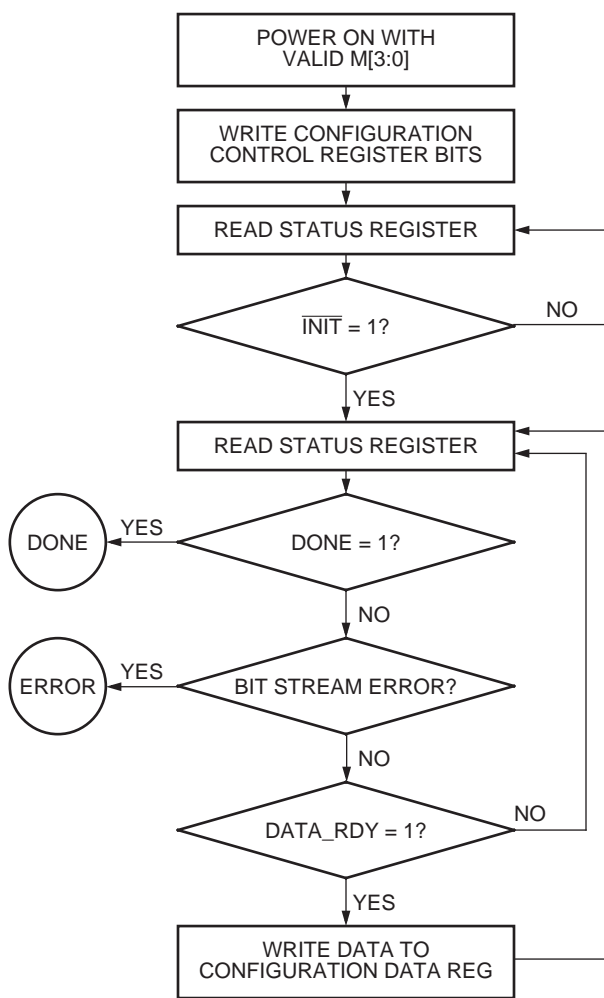 POWER ON WITH
VALID M[3:0]
WRITE CONFIGURATION
CONTROL REGISTER BITS
READ STATUS REGISTER
I̅N̅I̅T̅ = 1?
NO
YES
READ STATUS REGISTER
YES
DONE
DONE = 1?
NO
YES
ERROR
BIT STREAM ERROR?
NO
NO
DATA_RDY = 1?
YES
WRITE DATA TO
CONFIGURATION DATA REG